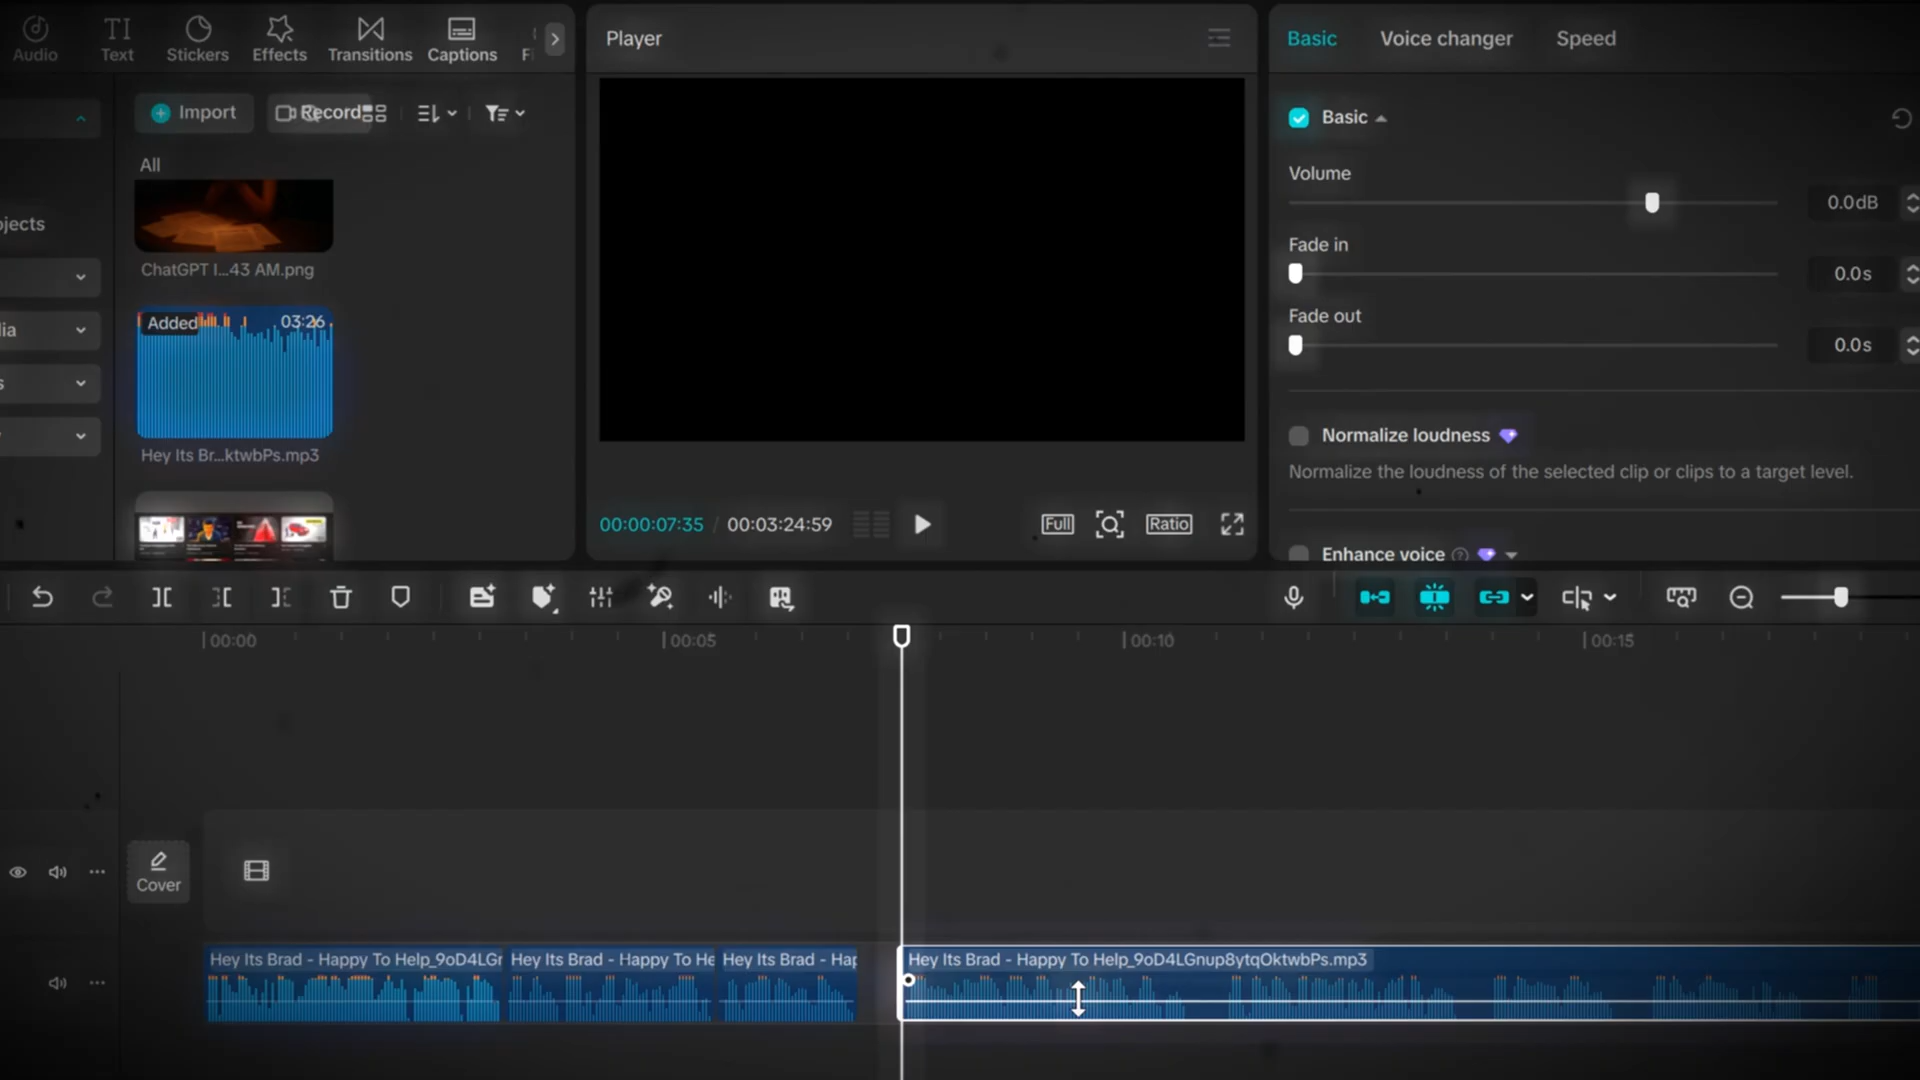 Audio
Text
Stickers
Effects
Transitions
Captions
Import
Record
All
ojects
ChatGPT I...43 AM.png
Added
03:26
Hey Its Br...ktwbPs.mp3
Player
00:00:07:35 / 00:03:24:59
Full
Ratio
Basic
Voice changer
Speed
Basic
Volume
0.0dB
Fade in
0.0s
Fade out
0.0s
Normalize loudness
Normalize the loudness of the selected clip or clips to a target level.
Enhance voice
00:00
00:05
00:10
00:15
Cover
Hey Its Brad - Happy To Help_9oD4LGr
Hey Its Brad - Happy To He
Hey Its Brad - Hap
Hey Its Brad - Happy To Help_9oD4LGnup8ytqOktwbPs.mp3